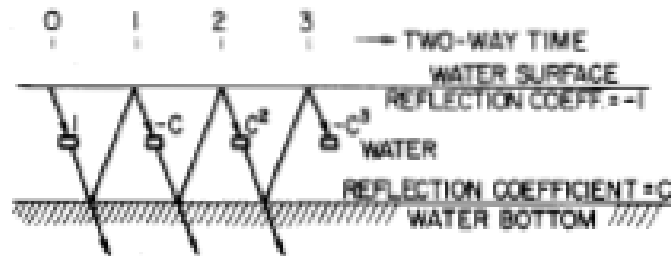 0 1 2 3 → TWO-WAY TIME
WATER SURFACE
REFLECTION COEFF. = -1
1 -C C² -C³ WATER
REFLECTION COEFFICIENT = C
WATER BOTTOM